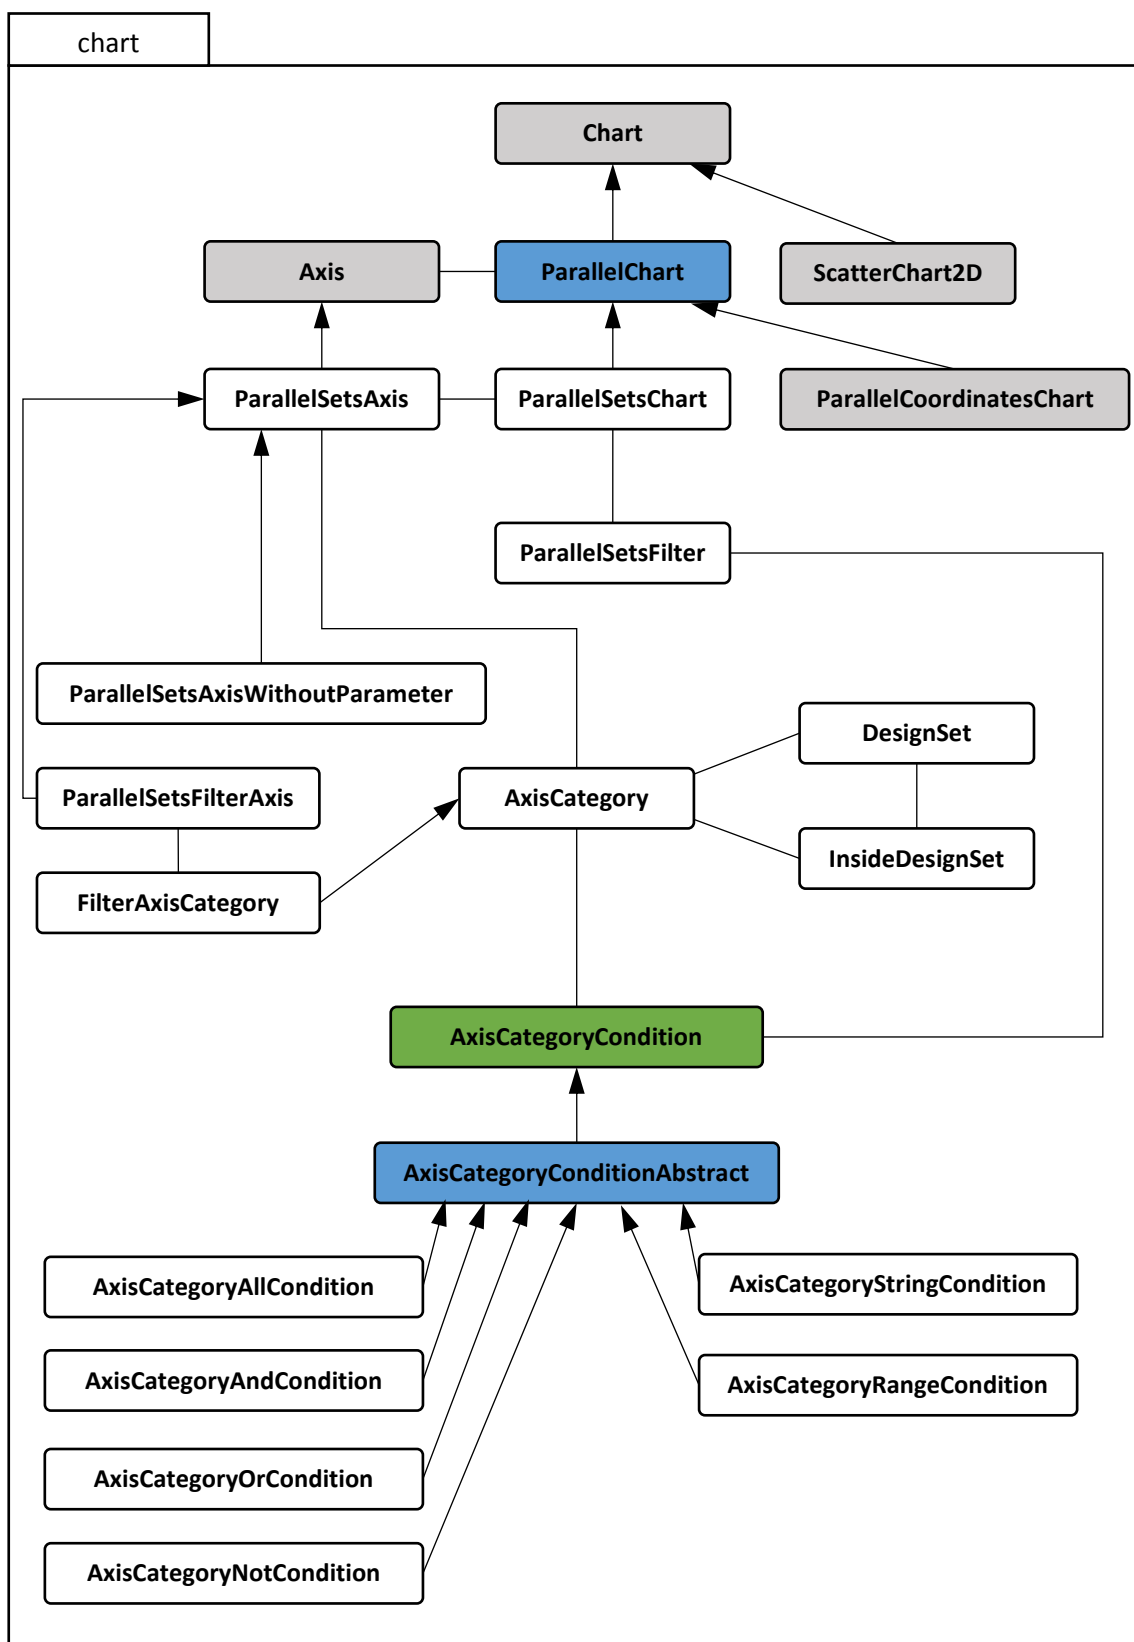 chart
Chart
Axis
ParallelChart
ScatterChart2D
ParallelSetsAxis
ParallelSetsChart
ParallelCoordinatesChart
ParallelSetsFilter
ParallelSetsAxisWithoutParameter
DesignSet
ParallelSetsFilterAxis
AxisCategory
InsideDesignSet
FilterAxisCategory
AxisCategoryCondition
AxisCategoryConditionAbstract
AxisCategoryAllCondition
AxisCategoryStringCondition
AxisCategoryAndCondition
AxisCategoryRangeCondition
AxisCategoryOrCondition
AxisCategoryNotCondition